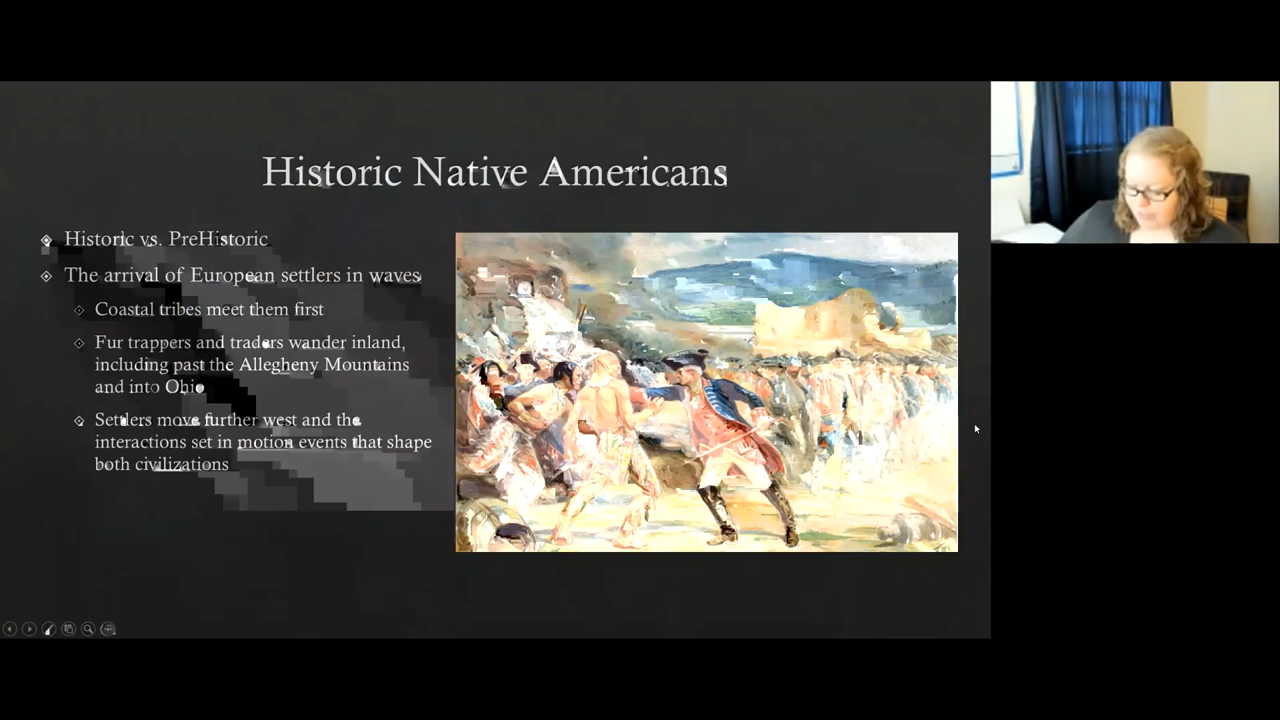 Historic Native Americans
Historic vs. PreHistoric
The arrival of European settlers in waves
Coastal tribes meet them first
Fur trappers and traders wander inland,
including past the Allegheny Mountains
and into Ohio
Settlers move further west and the
interactions set in motion events that shape
both civilizations